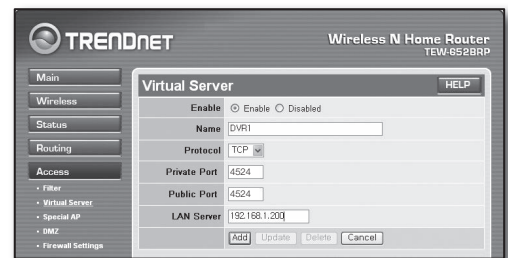 TRENDNET
Wireless N Home Router
TEW-652BRP
Main
Wireless
Status
Routing
Access
• Filter
• Virtual Server
• Special AP
• DMZ
• Firewall Settings
Virtual Server
HELP
Enable Enable Disabled
Name DVR1
Protocol TCP
Private Port 4524
Public Port 4524
LAN Server 192.168.1.200
Add Update Delete Cancel